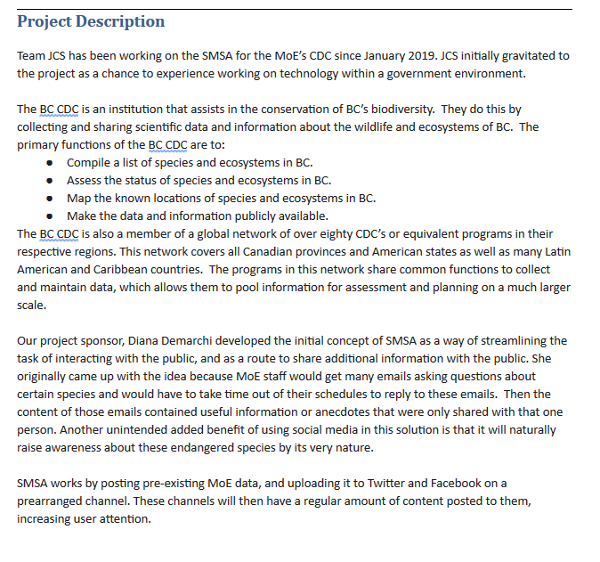 Project Description
Team JCS has been working on the SMSA for the MoE's CDC since January 2019. JCS initially gravitated to
the project as a chance to experience working on technology within a government environment.
The BC CDC is an institution that assists in the conservation of BC's biodiversity.  They do this by
collecting and sharing scientific data and information about the wildlife and ecosystems of BC.  The
primary functions of the BC CDC are to:
● Compile a list of species and ecosystems in BC.
● Assess the status of species and ecosystems in BC.
● Map the known locations of species and ecosystems in BC.
● Make the data and information publicly available.
The BC CDC is also a member of a global network of over eighty CDC's or equivalent programs in their
respective regions. This network covers all Canadian provinces and American states as well as many Latin
American and Caribbean countries.  The programs in this network share common functions to collect
and maintain data, which allows them to pool information for assessment and planning on a much larger
scale.
Our project sponsor, Diana Demarchi developed the initial concept of SMSA as a way of streamlining the
task of interacting with the public, and as a route to share additional information with the public. She
originally came up with the idea because MoE staff would get many emails asking questions about
certain species and would have to take time out of their schedules to reply to these emails.  Then the
content of those emails contained useful information or anecdotes that were only shared with that one
person. Another unintended added benefit of using social media in this solution is that it will naturally
raise awareness about these endangered species by its very nature.
SMSA works by posting pre-existing MoE data, and uploading it to Twitter and Facebook on a
prearranged channel. These channels will then have a regular amount of content posted to them,
increasing user attention.